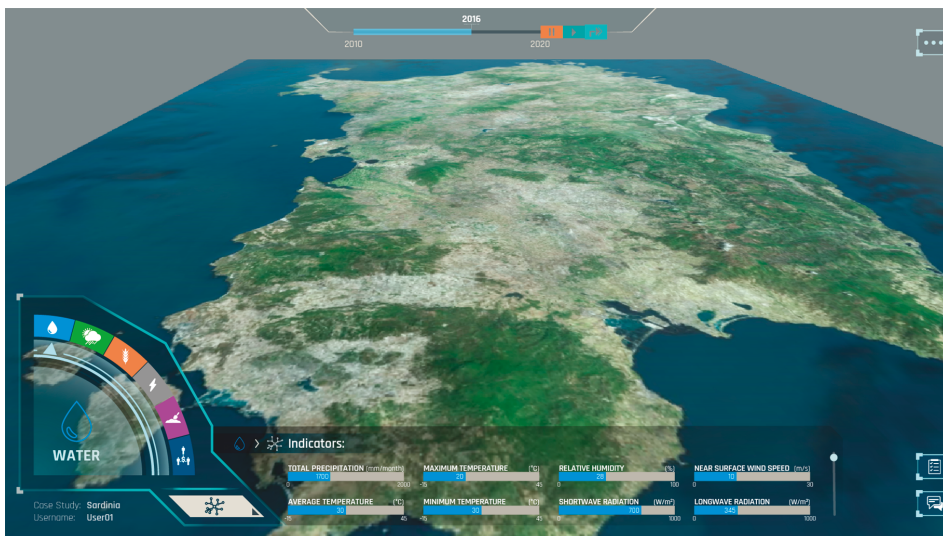 2016
2010 2020
WATER
> Indicators:
TOTAL PRECIPITATION (mm/month) MAXIMUM TEMPERATURE (°C) RELATIVE HUMIDITY (%) NEAR SURFACE WIND SPEED (m/s)
1700 20 28 10
0 2000 -15 45 0 100 0 30
AVERAGE TEMPERATURE (°C) MINIMUM TEMPERATURE (°C) SHORTWAVE RADIATION (W/m²) LONGWAVE RADIATION (W/m²)
30 30 700 345
-15 45 -15 45 0 1000 0 1000
Case Study: Sardinia
Username: User01